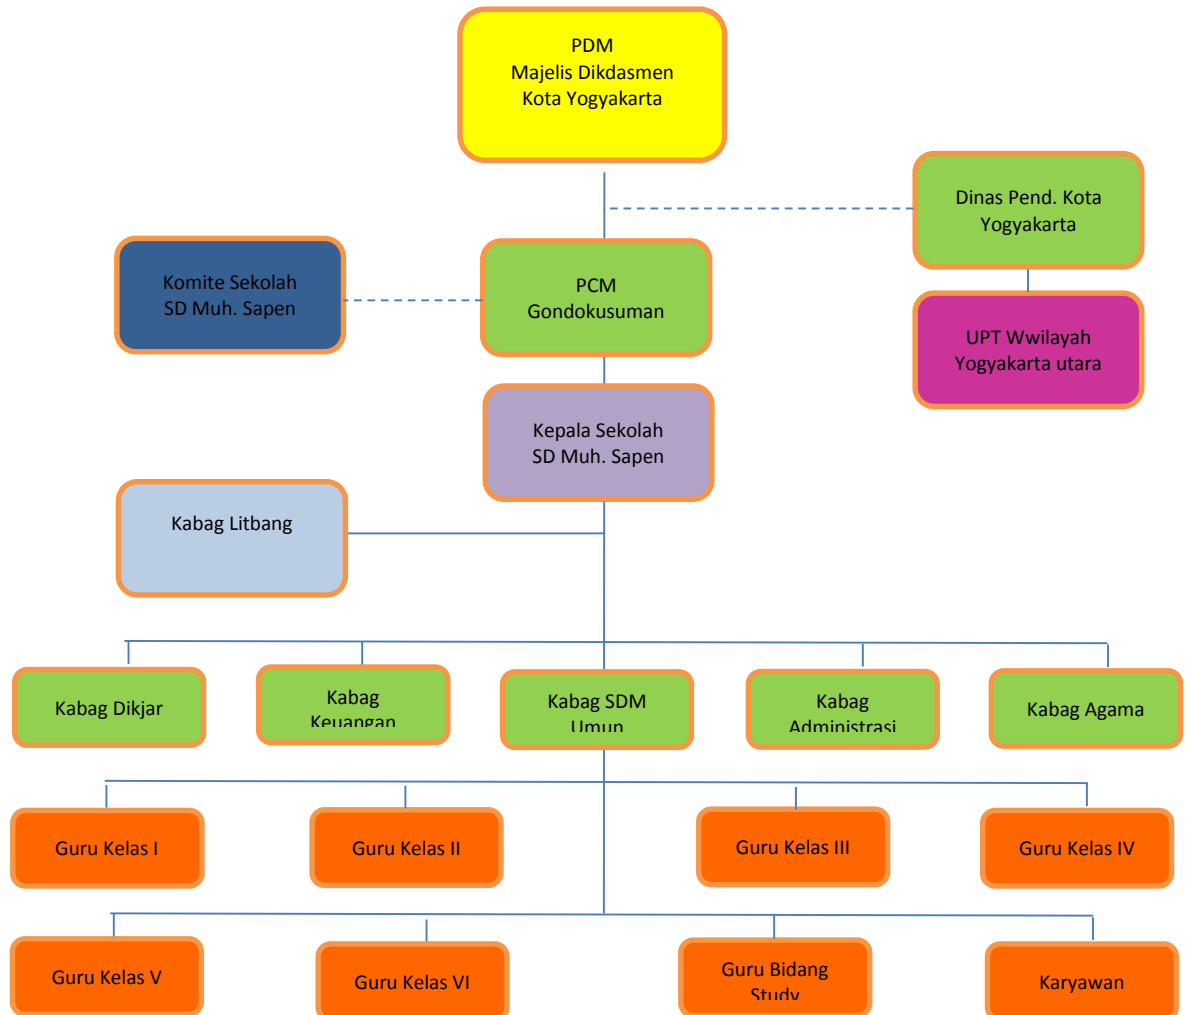 PDM
Majelis Dikdasmen
Kota Yogyakarta
Dinas Pend. Kota
Yogyakarta
Komite Sekolah
SD Muh. Sapen
PCM
Gondokusuman
UPT Wwilayah
Yogyakarta utara
Kepala Sekolah
SD Muh. Sapen
Kabag Litbang
Kabag Dikjar
Kabag
Keuangan
Kabag SDM
Umun
Kabag
Administrasi
Kabag Agama
Guru Kelas I
Guru Kelas II
Guru Kelas III
Guru Kelas IV
Guru Kelas V
Guru Kelas VI
Guru Bidang
Study
Karyawan